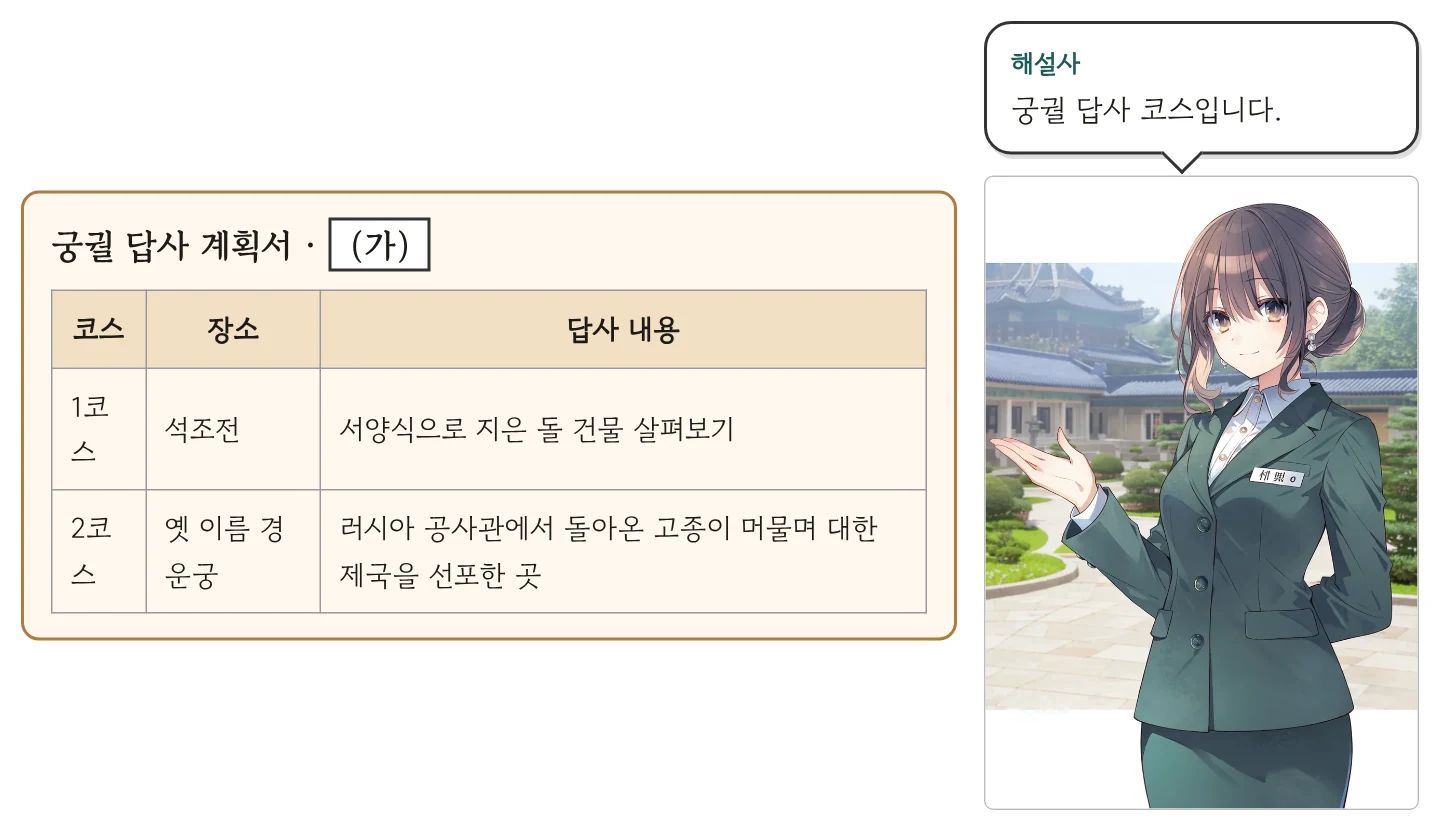 해설사
궁궐 답사 코스입니다.
궁궐 답사 계획서 · (가)
코스 장소 답사 내용
1코
스
석조전
서양식으로 지은 돌 건물 살펴보기
2코
스
옛 이름 경
운궁
러시아 공사관에서 돌아온 고종이 머물며 대한
제국을 선포한 곳